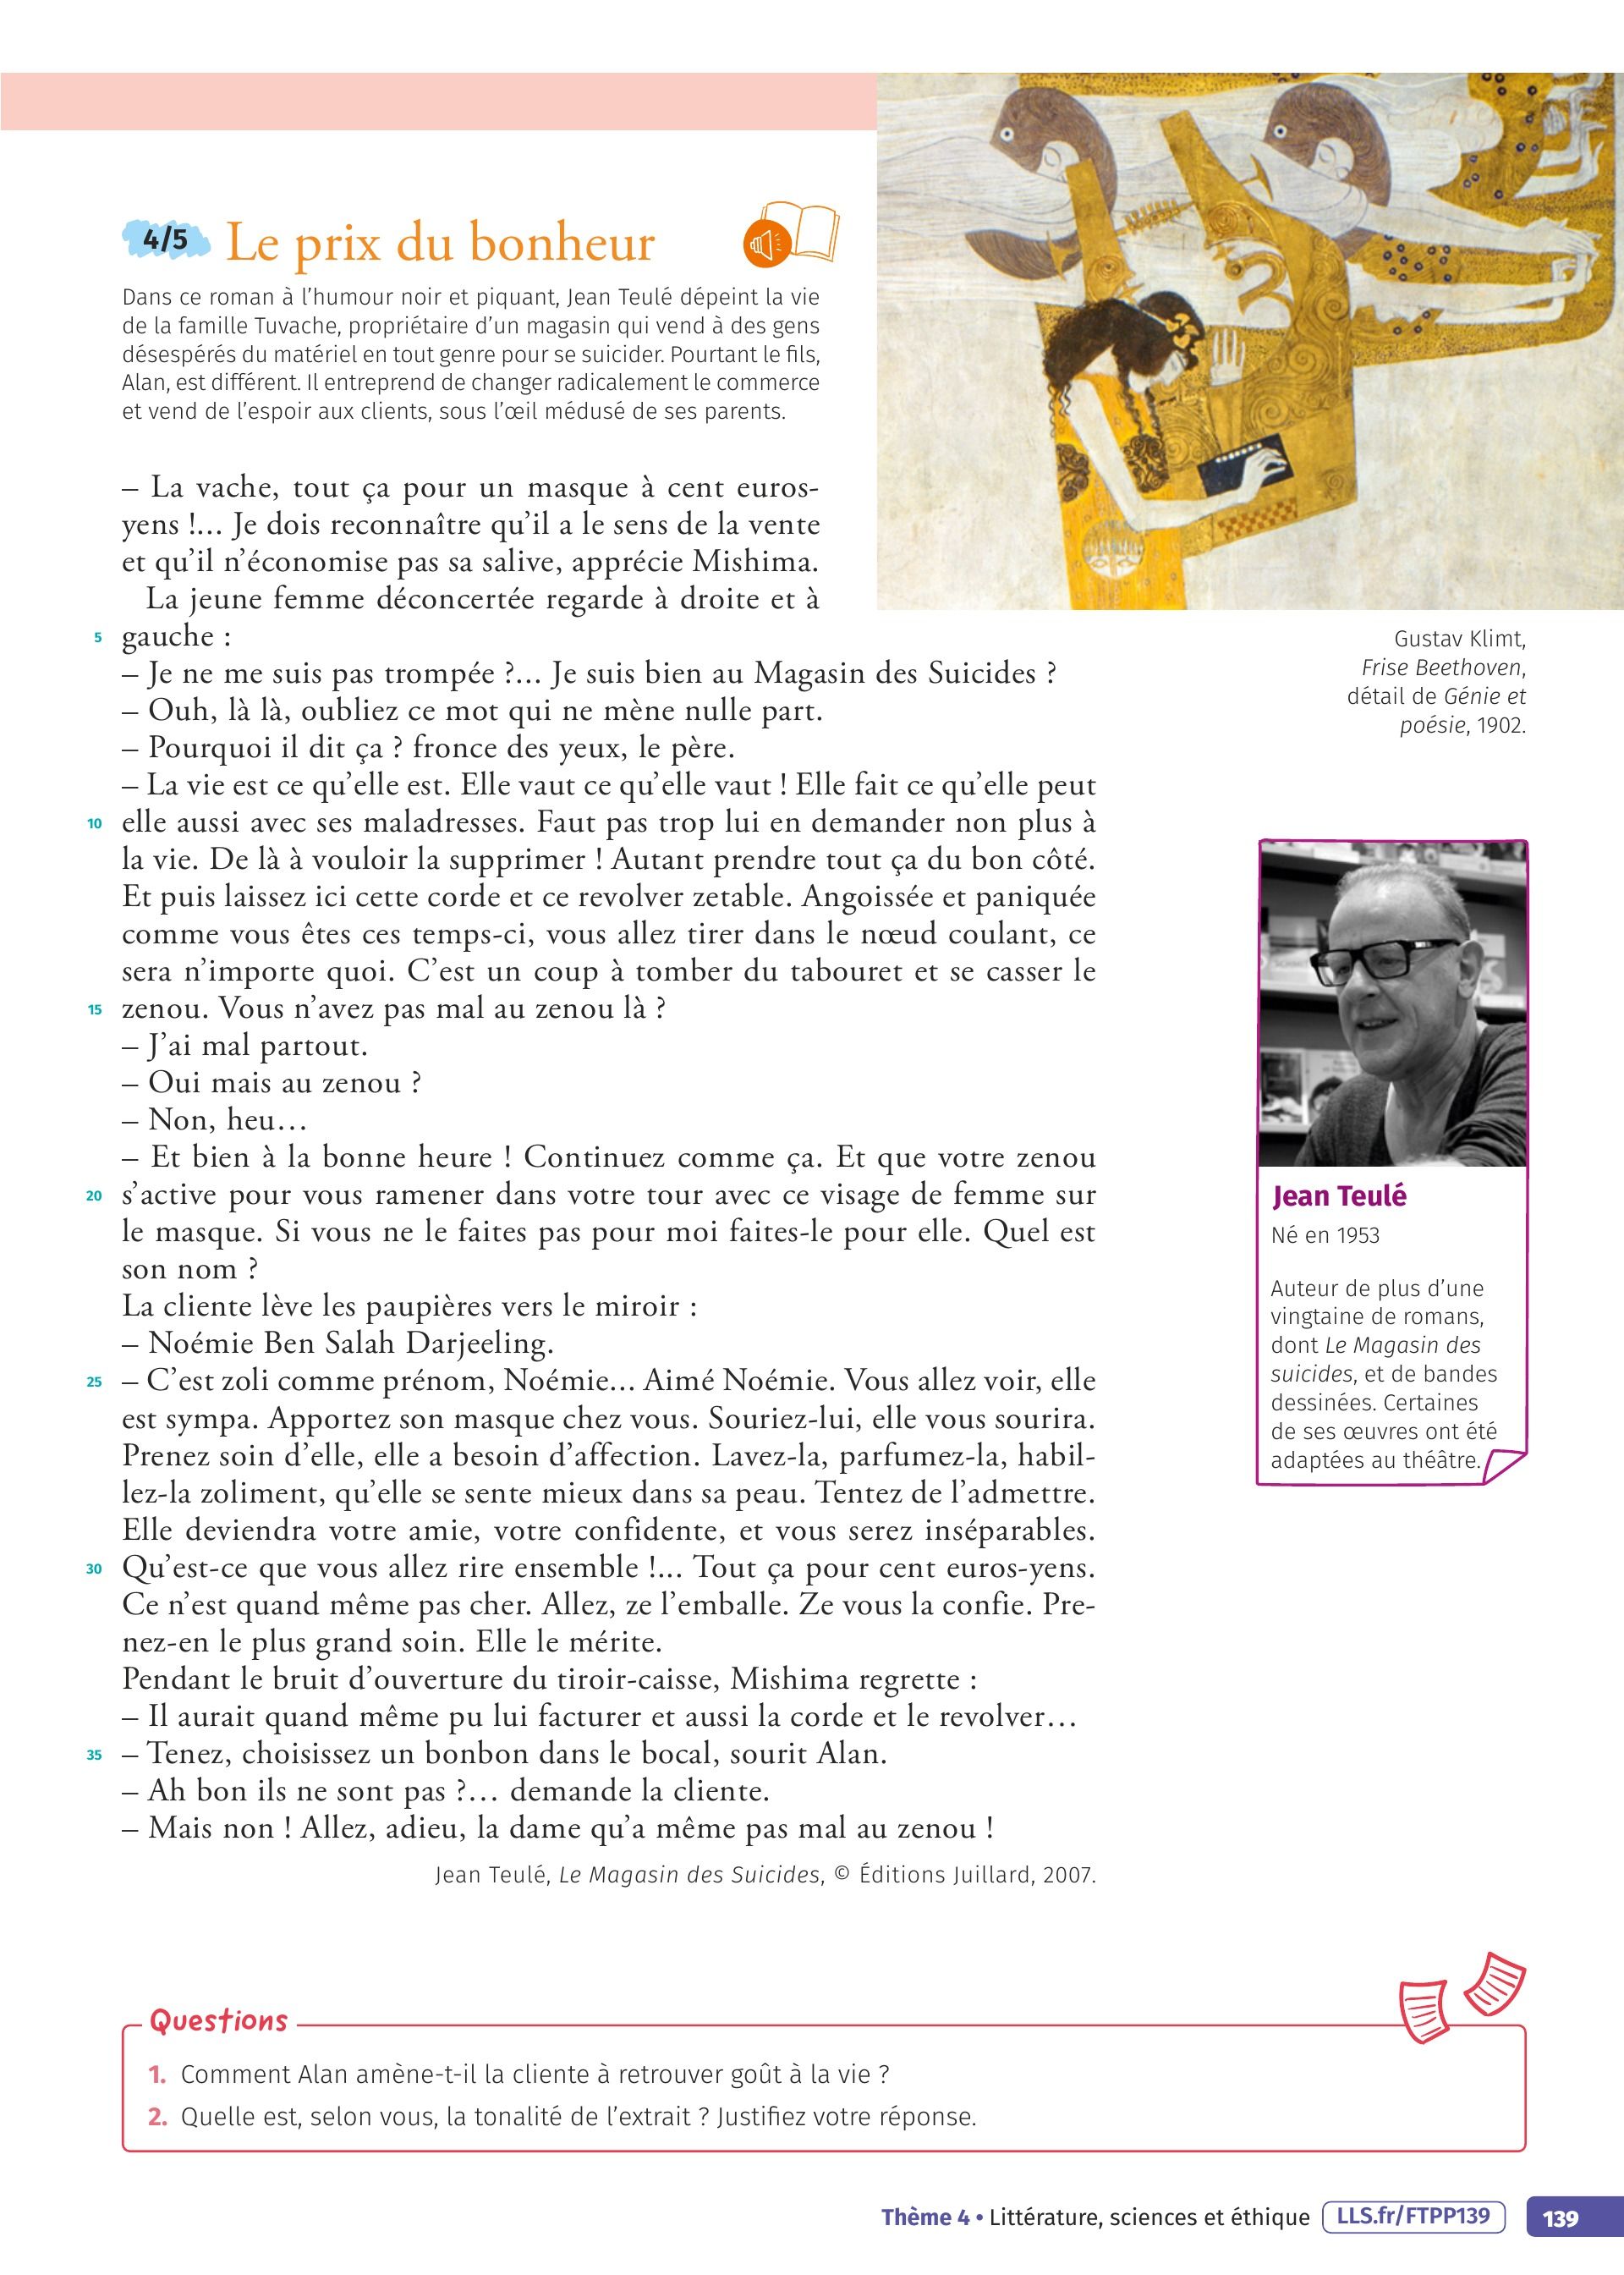 4/5 Le prix du bonheur
Dans ce roman à l’humour noir et piquant, Jean Teulé dépeint la vie
de la famille Tuvache, propriétaire d’un magasin qui vend à des gens
désespérés du matériel en tout genre pour se suicider. Pourtant le fils,
Alan, est différent. Il entreprend de changer radicalement le commerce
et vend de l’espoir aux clients, sous l’œil médusé de ses parents.
– La vache, tout ça pour un masque à cent euros-
yens !… Je dois reconnaître qu’il a le sens de la vente
et qu’il n’économise pas sa salive, apprécie Mishima.
La jeune femme déconcertée regarde à droite et à
5 gauche :
– Je ne me suis pas trompée ?… Je suis bien au Magasin des Suicides ?
– Ouh, là là, oubliez ce mot qui ne mène nulle part.
– Pourquoi il dit ça ? fronce des yeux, le père.
– La vie est ce qu’elle est. Elle vaut ce qu’elle vaut ! Elle fait ce qu’elle peut
10 elle aussi avec ses maladresses. Faut pas trop lui en demander non plus à
la vie. De là à vouloir la supprimer ! Autant prendre tout ça du bon côté.
Et puis laissez ici cette corde et ce revolver zetable. Angoissée et paniquée
comme vous êtes ces temps-ci, vous allez tirer dans le nœud coulant, ce
sera n’importe quoi. C’est un coup à tomber du tabouret et se casser le
15 zenou. Vous n’avez pas mal au zenou là ?
– J’ai mal partout.
– Oui mais au zenou ?
– Non, heu…
– Et bien à la bonne heure ! Continuez comme ça. Et que votre zenou
20 s’active pour vous ramener dans votre tour avec ce visage de femme sur
le masque. Si vous ne le faites pas pour moi faites-le pour elle. Quel est
son nom ?
La cliente lève les paupières vers le miroir :
– Noémie Ben Salah Darjeeling.
25 – C’est zoli comme prénom, Noémie… Aimé Noémie. Vous allez voir, elle
est sympa. Apportez son masque chez vous. Souriez-lui, elle vous sourira.
Prenez soin d’elle, elle a besoin d’affection. Lavez-la, parfumez-la, habil-
lez-la zoliment, qu’elle se sente mieux dans sa peau. Tentez de l’admettre.
Elle deviendra votre amie, votre confidente, et vous serez inséparables.
30 Qu’est-ce que vous allez rire ensemble !… Tout ça pour cent euros-yens.
Ce n’est quand même pas cher. Allez, ze l’emballe. Ze vous la confie. Pre-
nez-en le plus grand soin. Elle le mérite.
Pendant le bruit d’ouverture du tiroir-caisse, Mishima regrette :
– Il aurait quand même pu lui facturer et aussi la corde et le revolver…
35 – Tenez, choisissez un bonbon dans le bocal, sourit Alan.
– Ah bon ils ne sont pas ?… demande la cliente.
– Mais non ! Allez, adieu, la dame qu’a même pas mal au zenou !
Jean Teulé, Le Magasin des Suicides, © Éditions Juillard, 2007.
Gustav Klimt,
Frise Beethoven,
détail de Génie et
poésie, 1902.
Jean Teulé
Né en 1953
Auteur de plus d’une
vingtaine de romans,
dont Le Magasin des
suicides, et de bandes
dessinées. Certaines
de ses œuvres ont été
adaptées au théâtre.
Questions
1. Comment Alan amène-t-il la cliente à retrouver goût à la vie ?
2. Quelle est, selon vous, la tonalité de l’extrait ? Justifiez votre réponse.
Thème 4 • Littérature, sciences et éthique LLS.fr/FTPP139 139